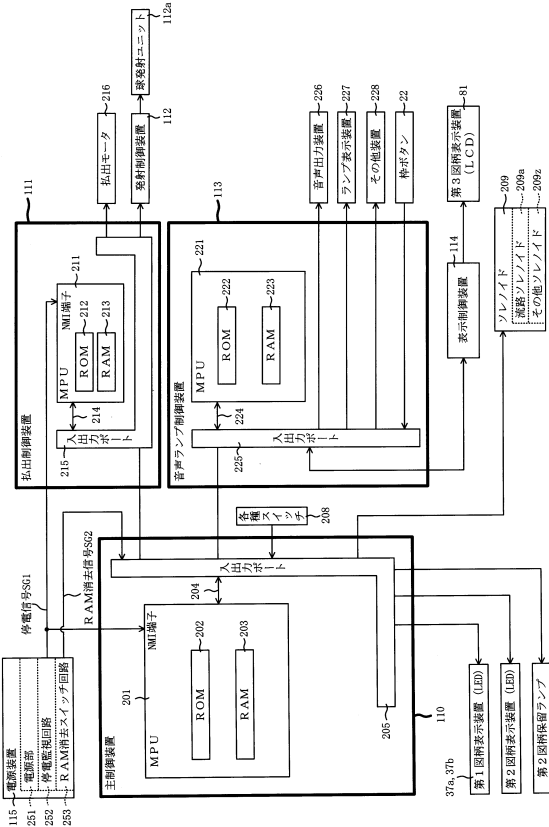 電源装置
電源部
停電監視回路
RAM消去スイッチ回路
115
251
252
253
停電信号SG1
RAM消去信号SG2
主制御装置
201
MPU
NMI端子
ROM
202
RAM
203
204
入出力ポート
205
110
各種スイッチ
208
払出制御装置
111
MPU
NMI端子
211
ROM
212
RAM
213
214
入出力ポート
215
払出モータ
216
発射制御装置
112
球発射ユニット
112a
音声ランプ制御装置
113
MPU
221
ROM
222
RAM
223
224
入出力ポート
225
音声出力装置
226
ランプ表示装置
227
その他装置
228
枠ボタン
22
表示制御装置
114
第3図柄表示装置
(LCD)
81
ソレノイド
209
流路ソレノイド
209a
その他ソレノイド
209z
37a, 37b
第1図柄表示装置(LED)
第2図柄表示装置(LED)
第2図柄保留ランプ